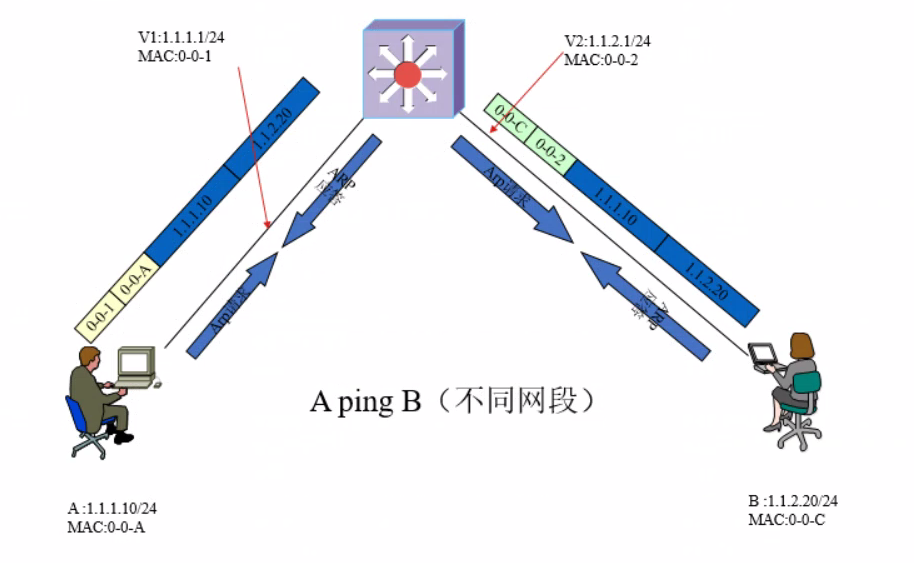 V1:1.1.1.1/24
MAC:0-0-1
V2:1.1.2.1/24
MAC:0-0-2
0-0-1 0-0-A 1.1.1.10 1.1.2.20
ARP
应答
Arp请求
0-0-C 0-0-2 1.1.1.10 1.1.2.20
Arp请求
ARP
应答
A ping B（不同网段）
A :1.1.1.10/24
MAC:0-0-A
B :1.1.2.20/24
MAC:0-0-C